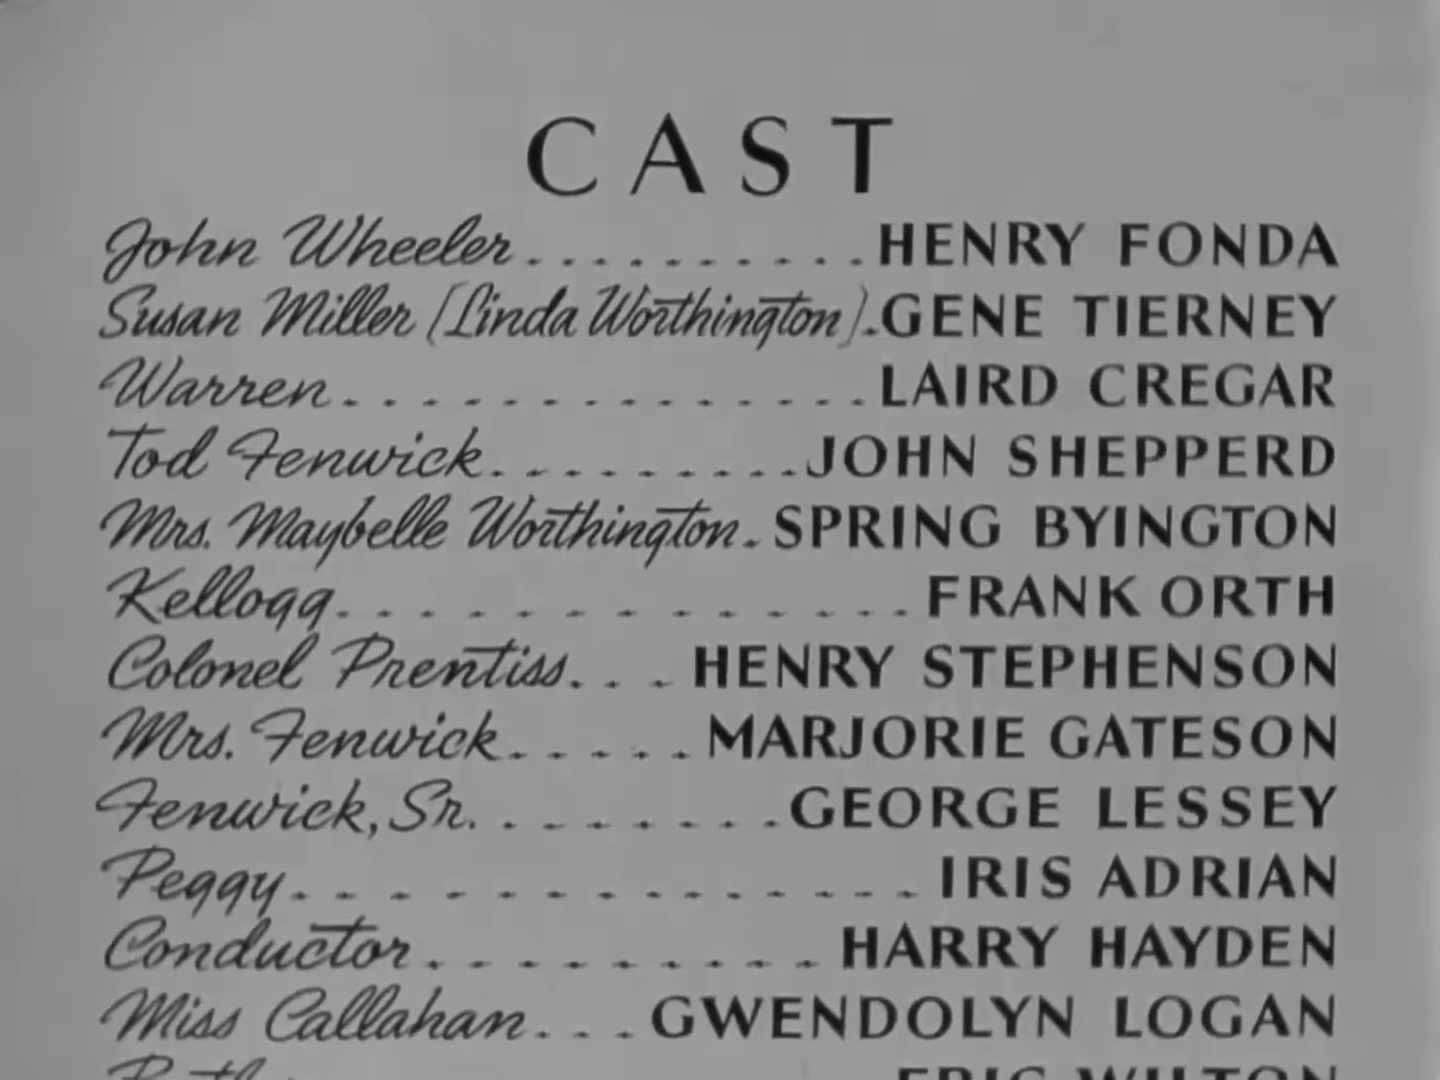 CAST
John Wheeler..........HENRY FONDA
Susan Miller (Linda Worthington).GENE TIERNEY
Warren..............LAIRD CREGAR
Tod Fenwick.........JOHN SHEPPERD
Mrs. Maybelle Worthington. SPRING BYINGTON
Kellogg.............FRANK ORTH
Colonel Prentiss...HENRY STEPHENSON
Mrs. Fenwick.....MARJORIE GATESON
Fenwick, Sr.........GEORGE LESSEY
Peggy.............IRIS ADRIAN
Conductor..........HARRY HAYDEN
Miss Callahan...GWENDOLYN LOGAN
ERIC WILTON